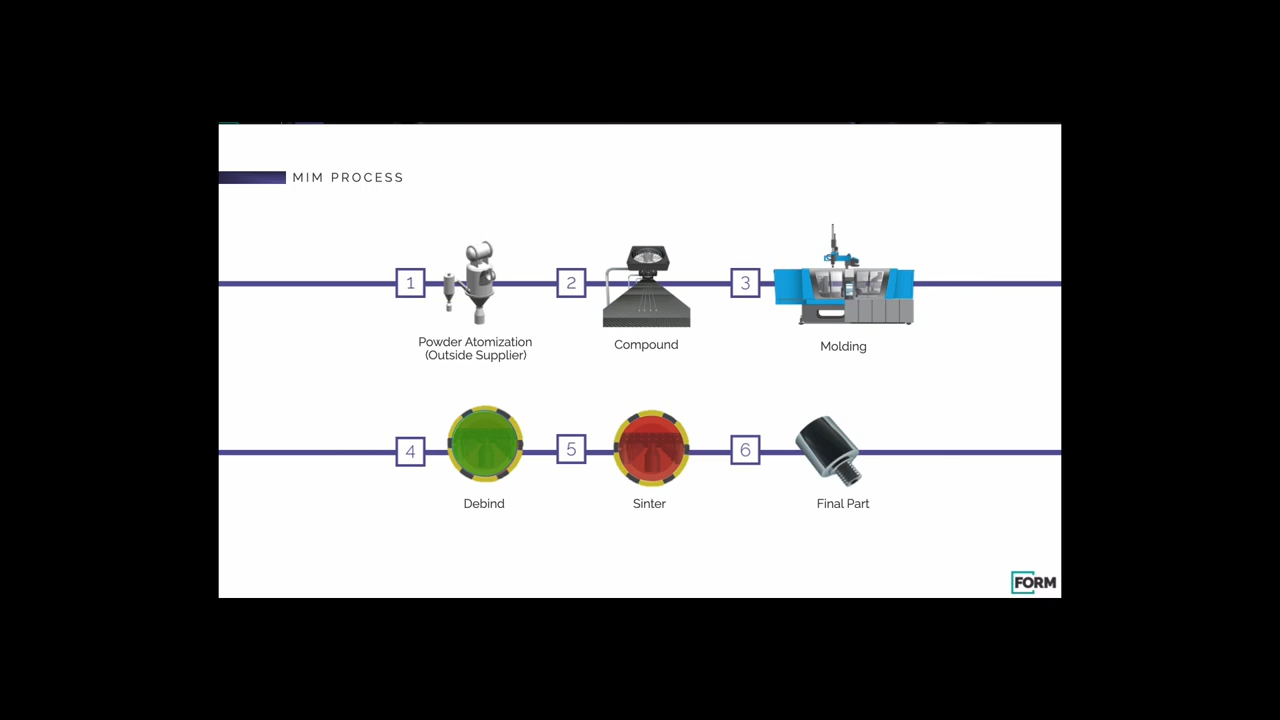 MIM PROCESS
1
2
3
Powder Atomization
(Outside Supplier)
Compound
Molding
4
5
6
Debind
Sinter
Final Part
FORM